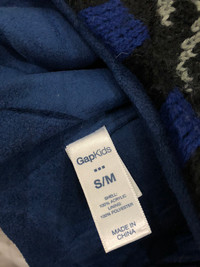 GapKids
S/M
SHELL:
100% ACRYLIC
LINING:
100% POLYESTER
MADE IN
CHINA